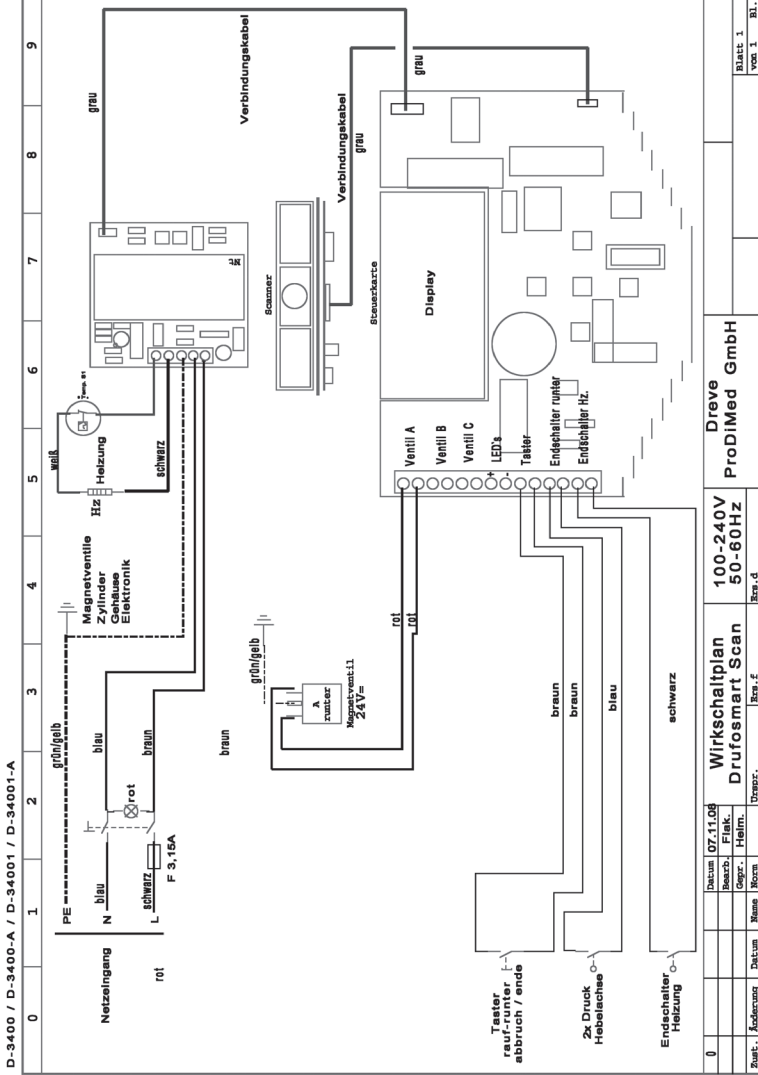 D-3400 / D-3400-A / D-34001 / D-34001-A
0 1 2 3 4 5 6 7 8 9
Netzeingang
PE
N
L
rot
grün/gelb
blau
blau
schwarz
braun
F 3,15A
rot
braun
Magnetventile
Zylinder
Gehäuse
Elektronik
Hz
Heizung
weiß
schwarz
Temp. S1
NT
grau
Verbindungskabel
Scanner
Verbindungskabel
grau
grau
grün/gelb
A
runter
Magnetventil
24V=
rot
rot
Steuerkarte
Display
Ventil A
Ventil B
Ventil C
+
LED's
-
Taster
Endschalter runter
Endschalter Hz.
braun
braun
blau
schwarz
Taster
rauf-runter
abbruch / ende
2x Druck
Hebelachse
Endschalter
Heizung
0
Zust. Änderung Datum Name Norm
Datum 07.11.08
Bearb. Flak.
Gepr. Helm.
Wirkschaltplan
Drufosmart Scan
Urspr. Ers.f Ers.d
100-240V
50-60Hz
Dreve
ProDiMed GmbH
Blatt 1
von 1 Bl.